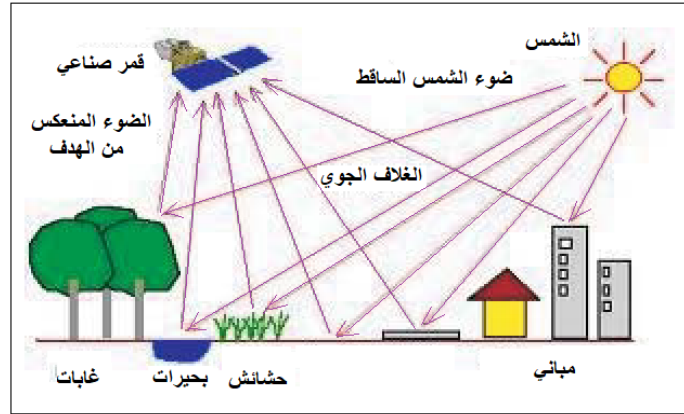 الشمس
قمر صناعي
ضوء الشمس الساقط
الضوء المنعكس
من الهدف
الغلاف الجوي
مباني
حشائش
بحيرات
غابات